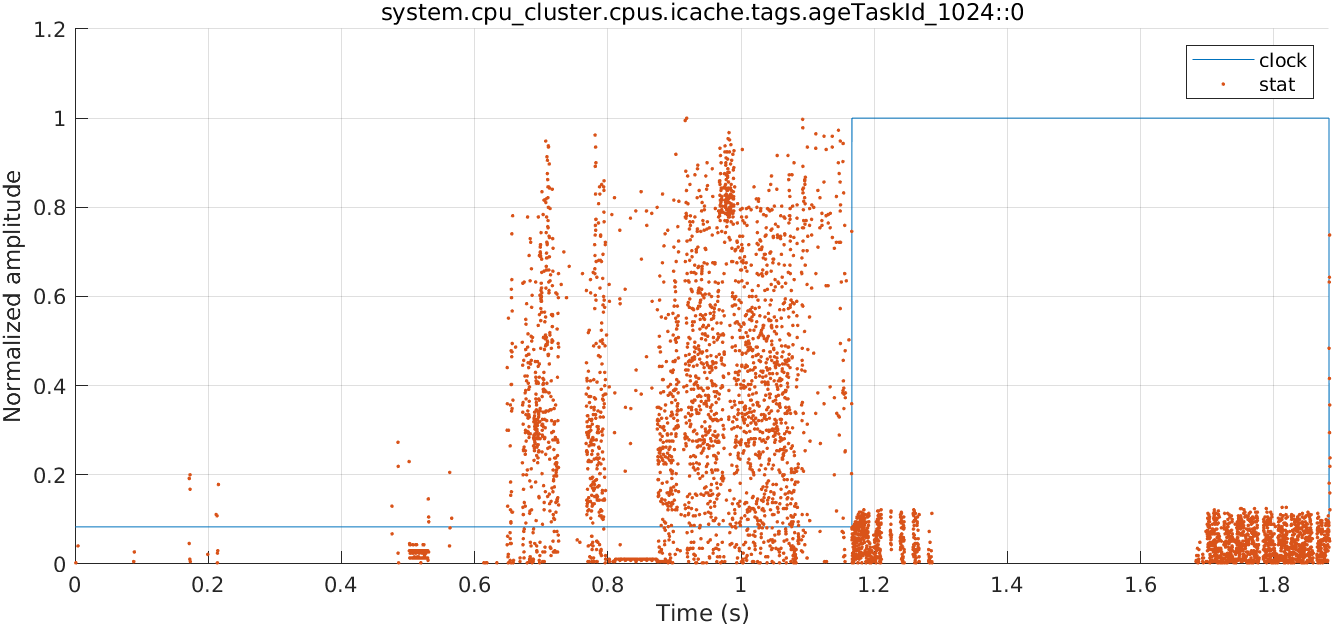 system.cpu_cluster.cpus.icache.tags.ageTaskId_1024::0
1.2
1
0.8
0.6
0.4
0.2
0
Normalized amplitude
clock
stat
0 0.2 0.4 0.6 0.8 1 1.2 1.4 1.6 1.8
Time (s)